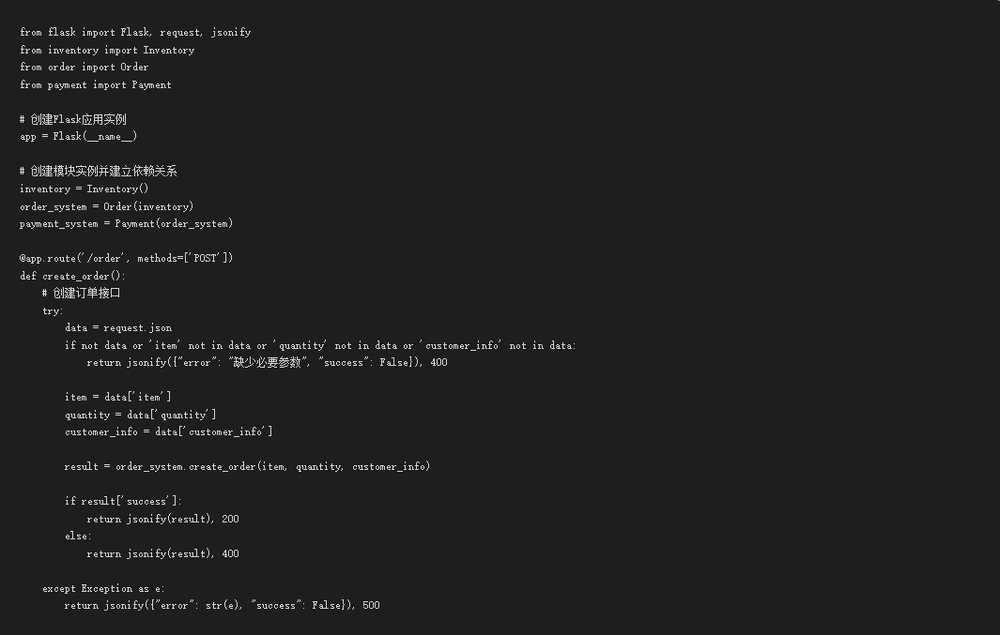 from flask import Flask, request, jsonify
from inventory import Inventory
from order import Order
from payment import Payment

# 创建Flask应用实例
app = Flask(__name__)

# 创建模块实例并建立依赖关系
inventory = Inventory()
order_system = Order(inventory)
payment_system = Payment(order_system)

@app.route('/order', methods=['POST'])
def create_order():
    # 创建订单接口
    try:
        data = request.json
        if not data or 'item' not in data or 'quantity' not in data or 'customer_info' not in data:
            return jsonify({"error": "缺少必要参数", "success": False}), 400

        item = data['item']
        quantity = data['quantity']
        customer_info = data['customer_info']

        result = order_system.create_order(item, quantity, customer_info)

        if result['success']:
            return jsonify(result), 200
        else:
            return jsonify(result), 400

    except Exception as e:
        return jsonify({"error": str(e), "success": False}), 500